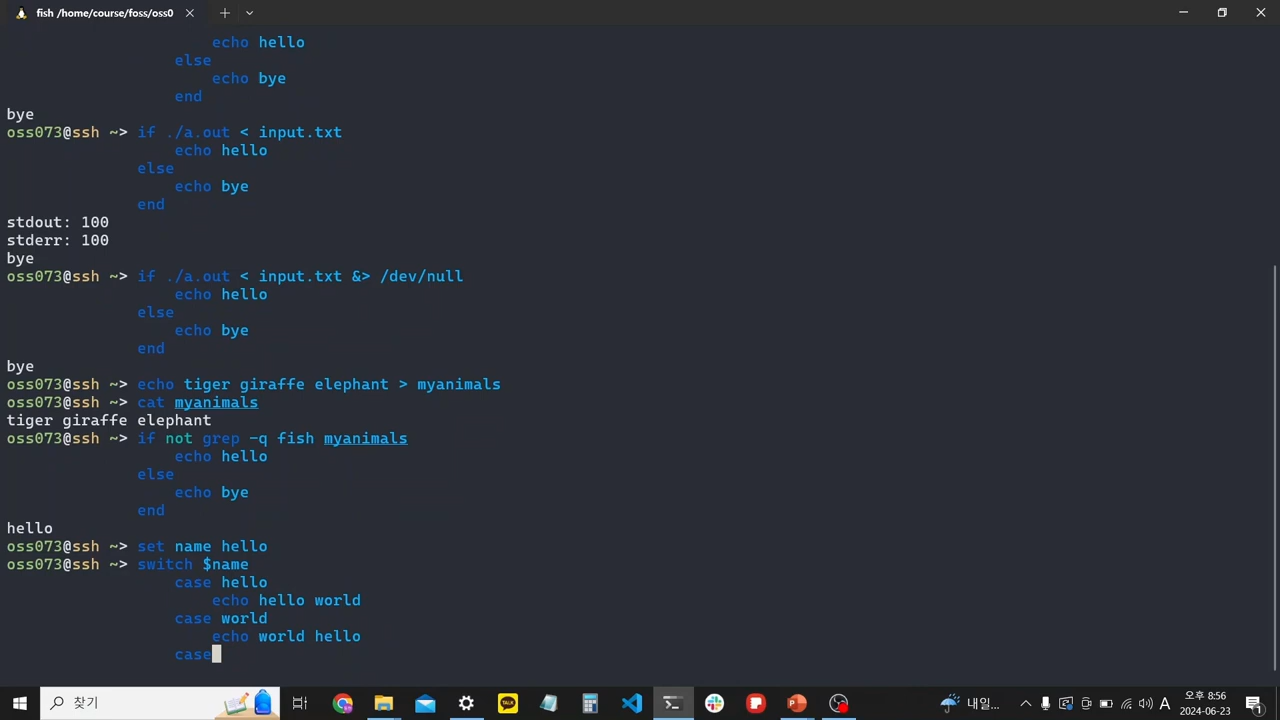 fish /home/course/foss/oss0
echo hello
else
echo bye
end
bye
oss073@ssh ~> if ./a.out < input.txt
echo hello
else
echo bye
end
stdout: 100
stderr: 100
bye
oss073@ssh ~> if ./a.out < input.txt &> /dev/null
echo hello
else
echo bye
end
bye
oss073@ssh ~> echo tiger giraffe elephant > myanimals
oss073@ssh ~> cat myanimals
tiger giraffe elephant
oss073@ssh ~> if not grep -q fish myanimals
echo hello
else
echo bye
end
hello
oss073@ssh ~> set name hello
oss073@ssh ~> switch $name
case hello
echo hello world
case world
echo world hello
case
찾기
TALK
내일...
A
오후 8:56
2024-06-23
1